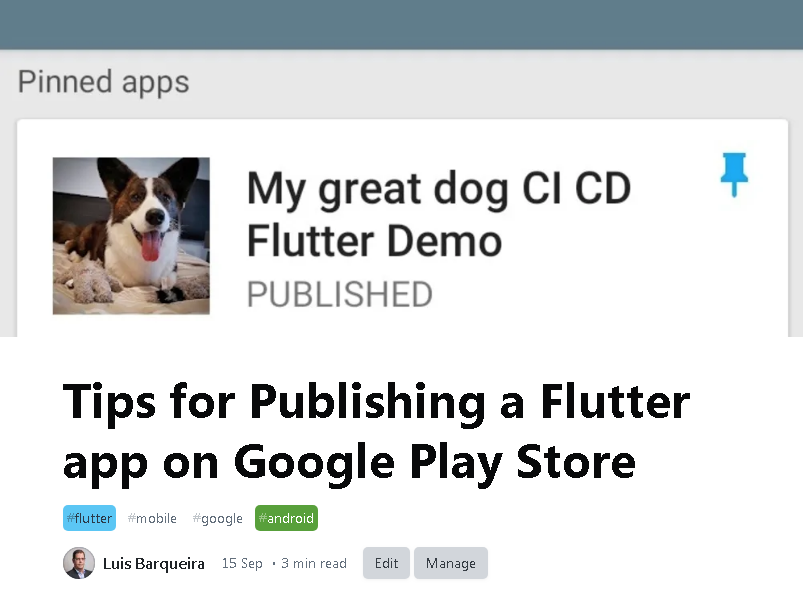 Pinned apps
My great dog CI CD
Flutter Demo
PUBLISHED
Tips for Publishing a Flutter
app on Google Play Store
#flutter #mobile #google #android
Luis Barqueira 15 Sep • 3 min read Edit Manage